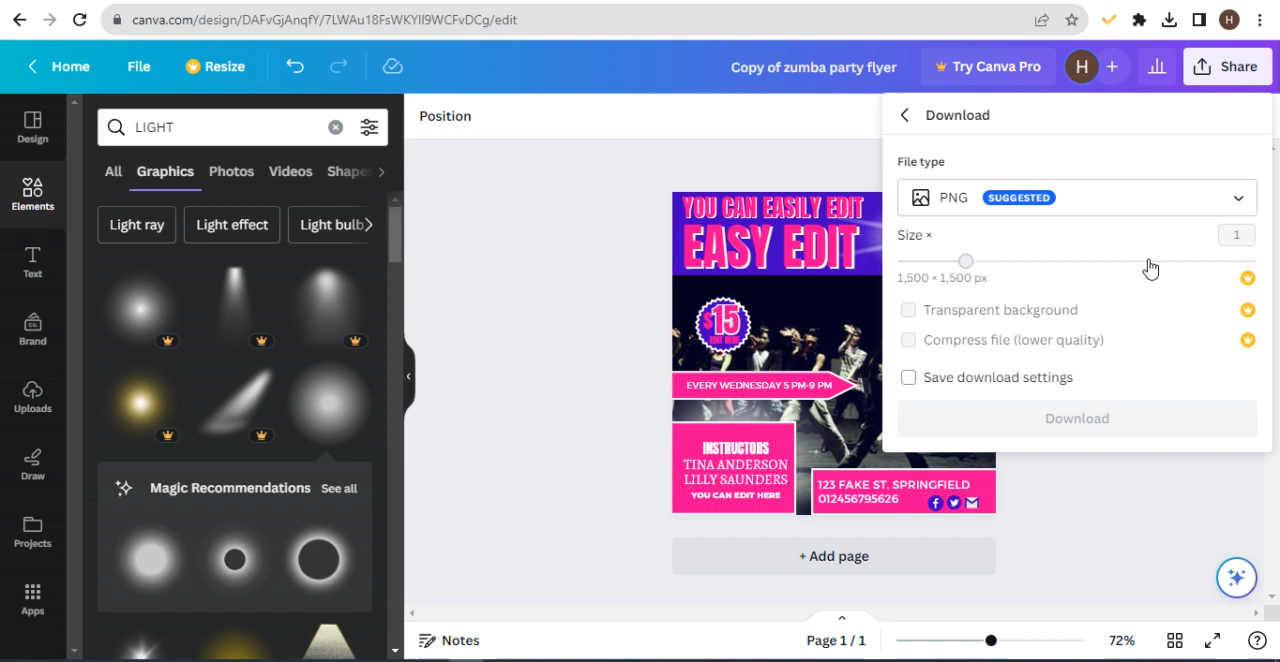 canva.com/design/DAFvGjAnqfY/7LWAu18FsWKYlI9WCFvDCg/edit
H
Home
File
Resize
Copy of zumba party flyer
Try Canva Pro
H
+
Share
Design
Elements
Text
Brand
CO.
Uploads
Draw
Projects
Apps
LIGHT
All Graphics Photos Videos Shapes
Light ray Light effect Light bulb
Magic Recommendations See all
Position
YOU CAN EASILY EDIT
EASY EDIT
$15
EDIT HERE
EVERY WEDNESDAY 5 PM-9 PM
INSTRUCTORS
TINA ANDERSON
LILLY SAUNDERS
YOU CAN EDIT HERE
123 FAKE ST. SPRINGFIELD
012456795626
+ Add page
Download
File type
PNG SUGGESTED
Size × 1
1,500 × 1,500 px
Transparent background
Compress file (lower quality)
Save download settings
Download
Notes
Page 1 / 1
72%
?